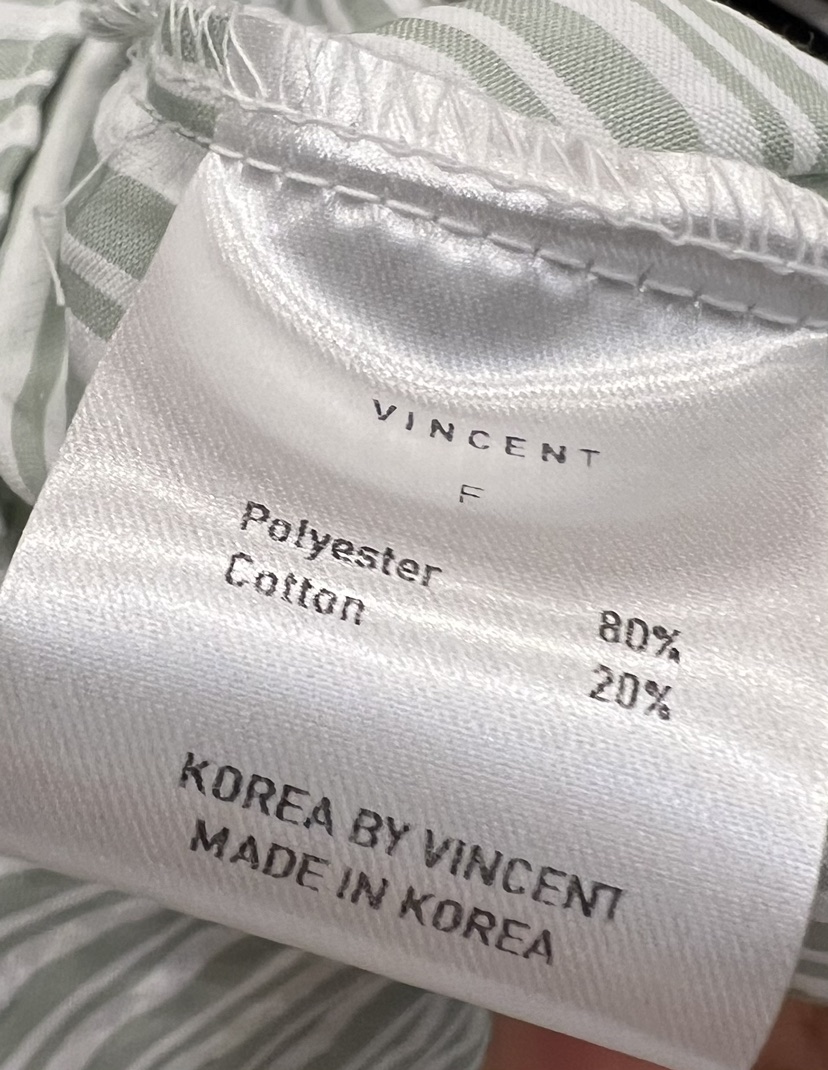 VINCENT
F
Polyester 80%
Cotton 20%
KOREA BY VINCENT
MADE IN KOREA